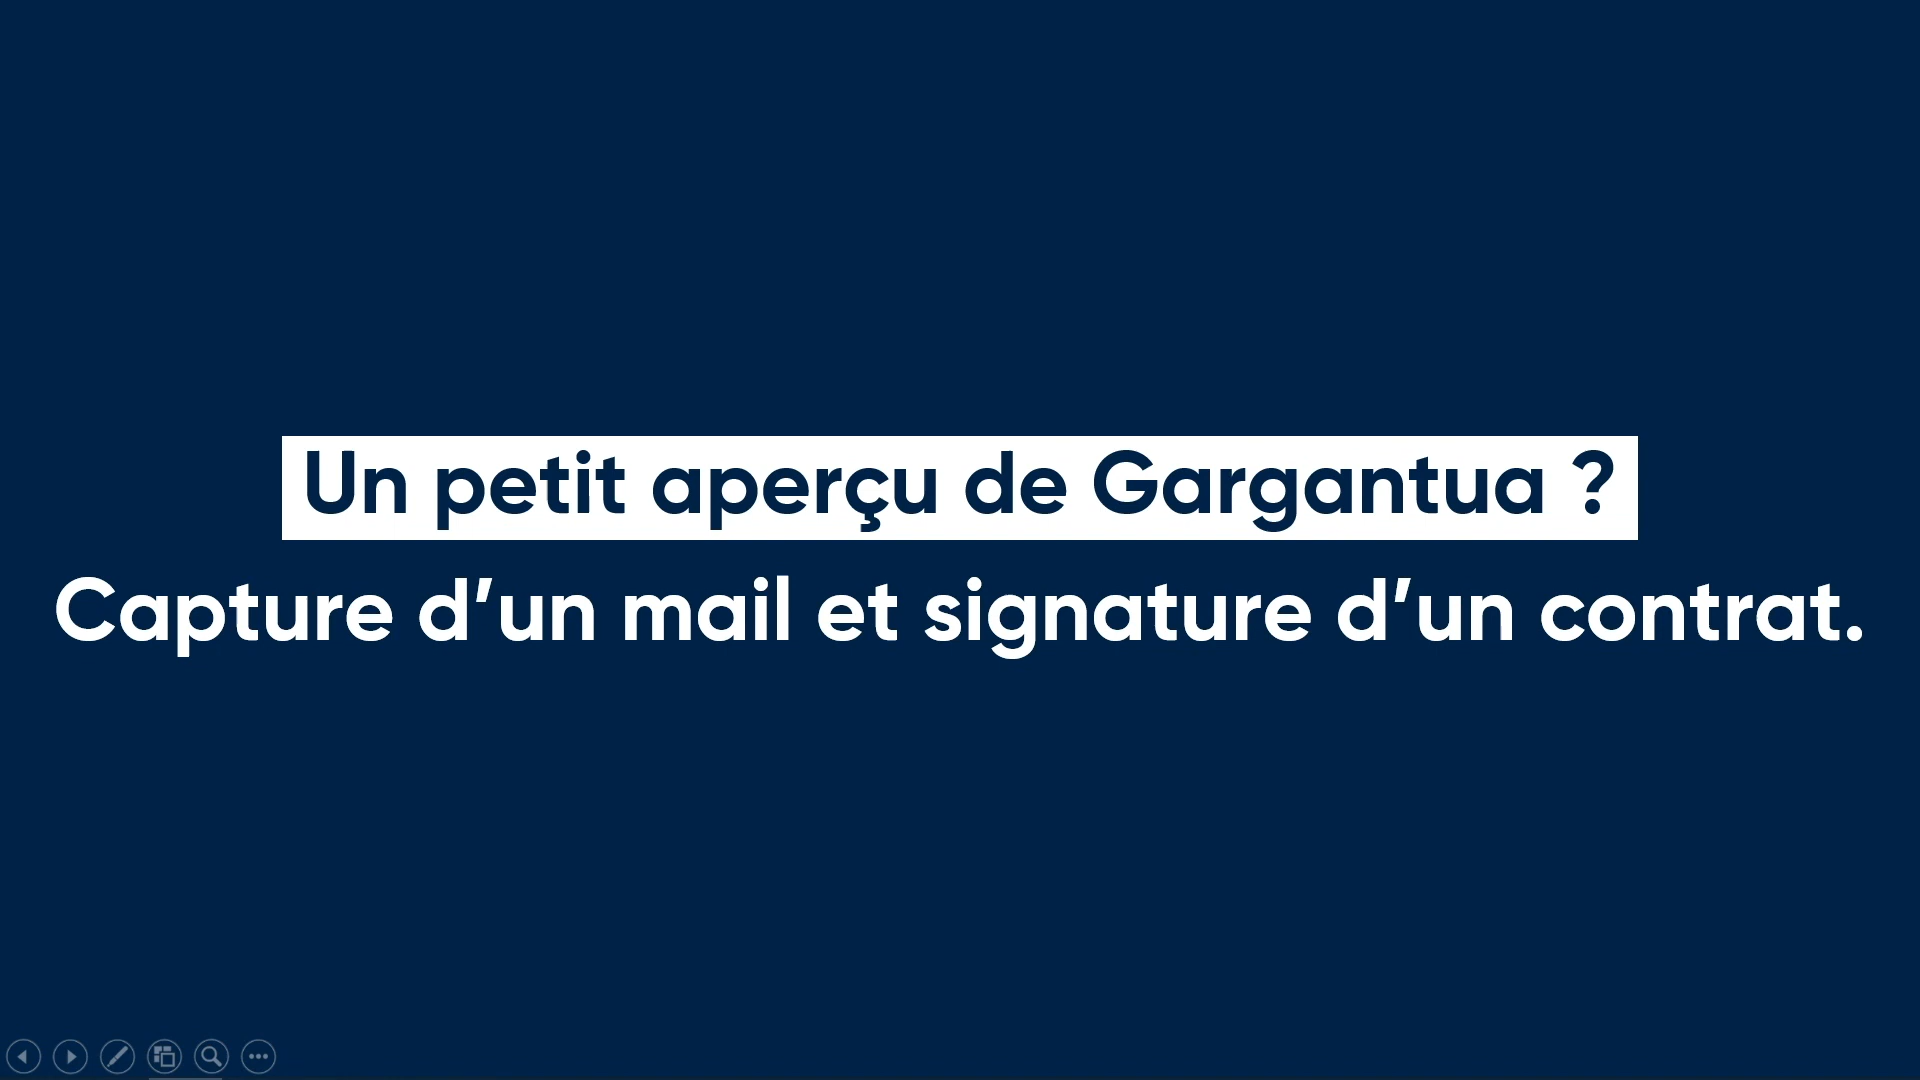 Un petit aperçu de Gargantua ?
Capture d’un mail et signature d’un contrat.